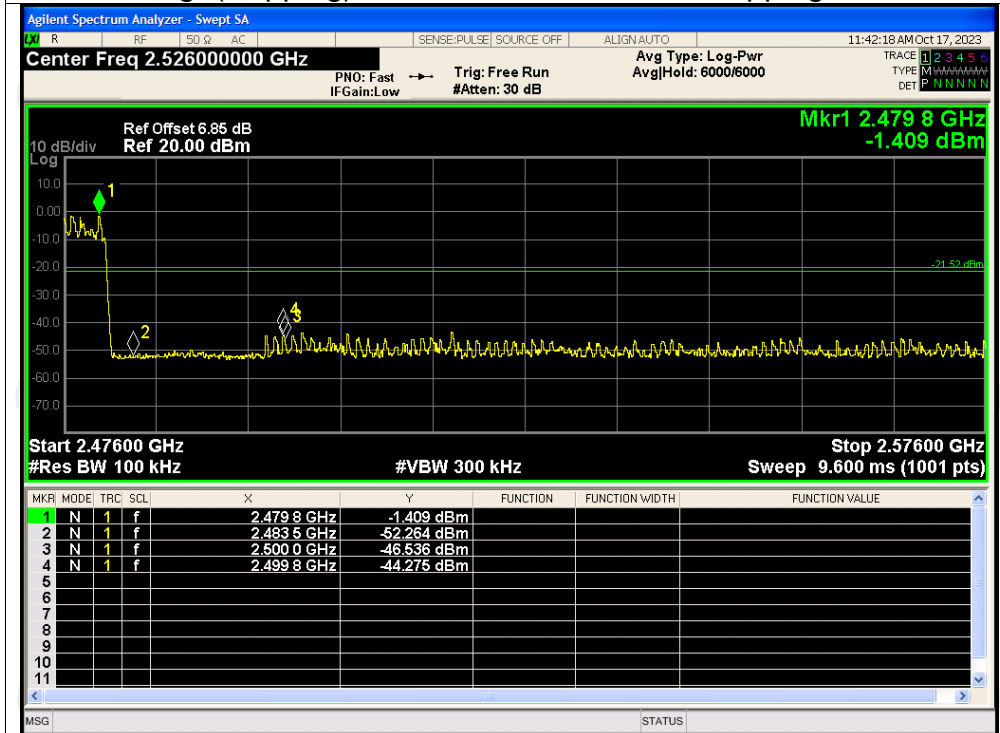 Agilent Spectrum Analyzer - Swept SA
LXI R RF 50 Ω AC SENSE:PULSE SOURCE OFF ALIGN AUTO 11:42:18 AM Oct 17, 2023
Center Freq 2.526000000 GHz
PNO: Fast
IFGain:Low
Trig: Free Run
#Atten: 30 dB
Avg Type: Log-Pwr
Avg|Hold: 6000/6000
TRACE 1 2 3 4 5 6
TYPE M
DET P N N N N N
Mkr1 2.479 8 GHz
-1.409 dBm
Ref Offset 6.85 dB
10 dB/div Ref 20.00 dBm
Log
10.0
0.00
-10.0
-20.0
-30.0
-40.0
-50.0
-60.0
-70.0
1
2
4
3
-21.52 dBm
Start 2.47600 GHz Stop 2.57600 GHz
#Res BW 100 kHz #VBW 300 kHz Sweep 9.600 ms (1001 pts)
MKR MODE TRC SCL X Y FUNCTION FUNCTION WIDTH FUNCTION VALUE
1 N 1 f 2.479 8 GHz -1.409 dBm
2 N 1 f 2.483 5 GHz -52.264 dBm
3 N 1 f 2.500 0 GHz -46.536 dBm
4 N 1 f 2.499 8 GHz -44.275 dBm
5
6
7
8
9
10
11
MSG STATUS